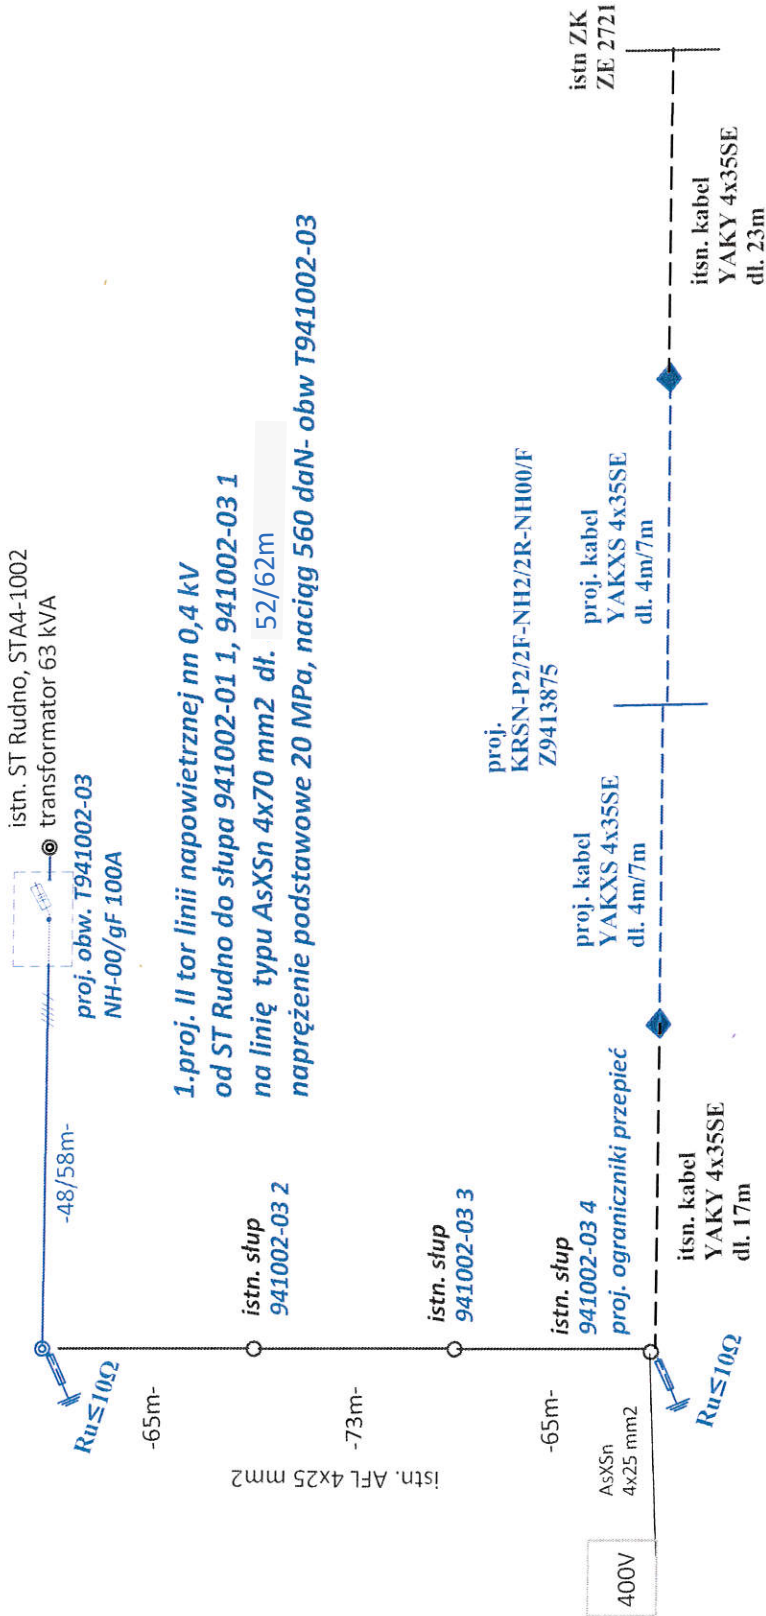 istn. ST Rudno, STA4-1002
transformator 63 kVA
proj. obw. T941002-03
NH-00/gF 100A
-48/58m-
1.proj. II tor linii napowietrznej nn 0,4 kV
od ST Rudno do słupa 941002-01 1, 941002-03 1
na linię typu AsXSn 4x70 mm2 dł. 52/62m
naprężenie podstawowe 20 MPa, naciąg 560 daN- obw T941002-03
Ru≤10Ω
-65m-
istn. słup
941002-03 2
-73m-
istn. AFL 4x25 mm2
istn. słup
941002-03 3
-65m-
istn. słup
941002-03 4
proj. ograniczniki przepięć
400V
AsXSn
4x25 mm2
Ru≤10Ω
itsn. kabel
YAKY 4x35SE
dł. 17m
proj. kabel
YAKXS 4x35SE
dł. 4m/7m
proj.
KRSN-P2/2F-NH2/2R-NH00/F
Z9413875
proj. kabel
YAKXS 4x35SE
dł. 4m/7m
itsn. kabel
YAKY 4x35SE
dł. 23m
istn ZK
ZE 2721